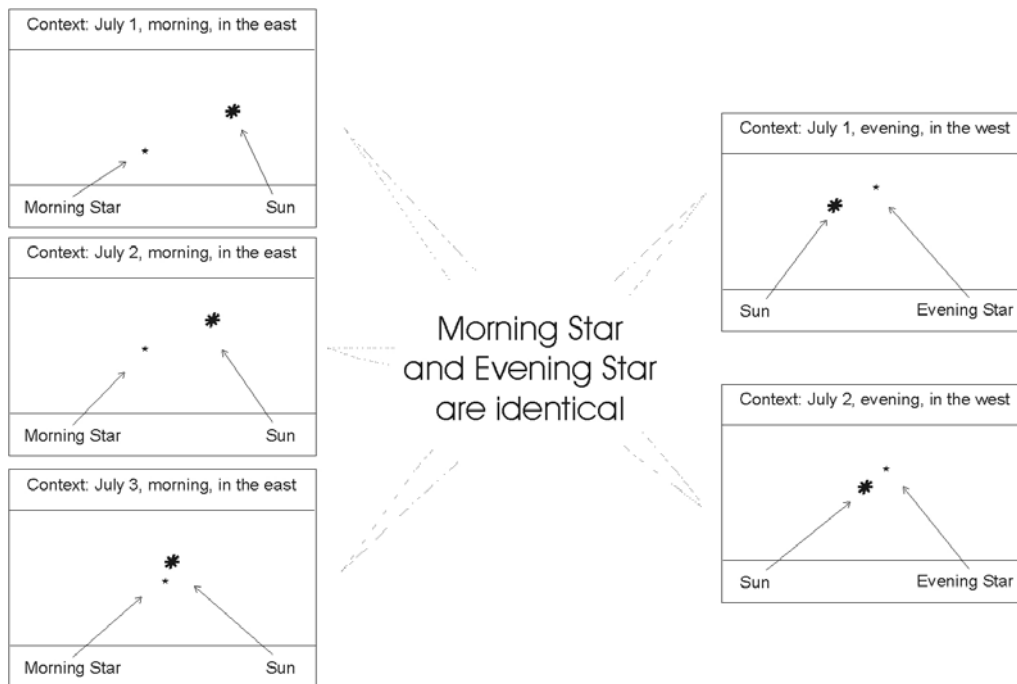 Context: July 1, morning, in the east
Morning Star
Sun
Context: July 2, morning, in the east
Morning Star
Sun
Context: July 3, morning, in the east
Morning Star
Sun
Morning Star
and Evening Star
are identical
Context: July 1, evening, in the west
Sun
Evening Star
Context: July 2, evening, in the west
Sun
Evening Star